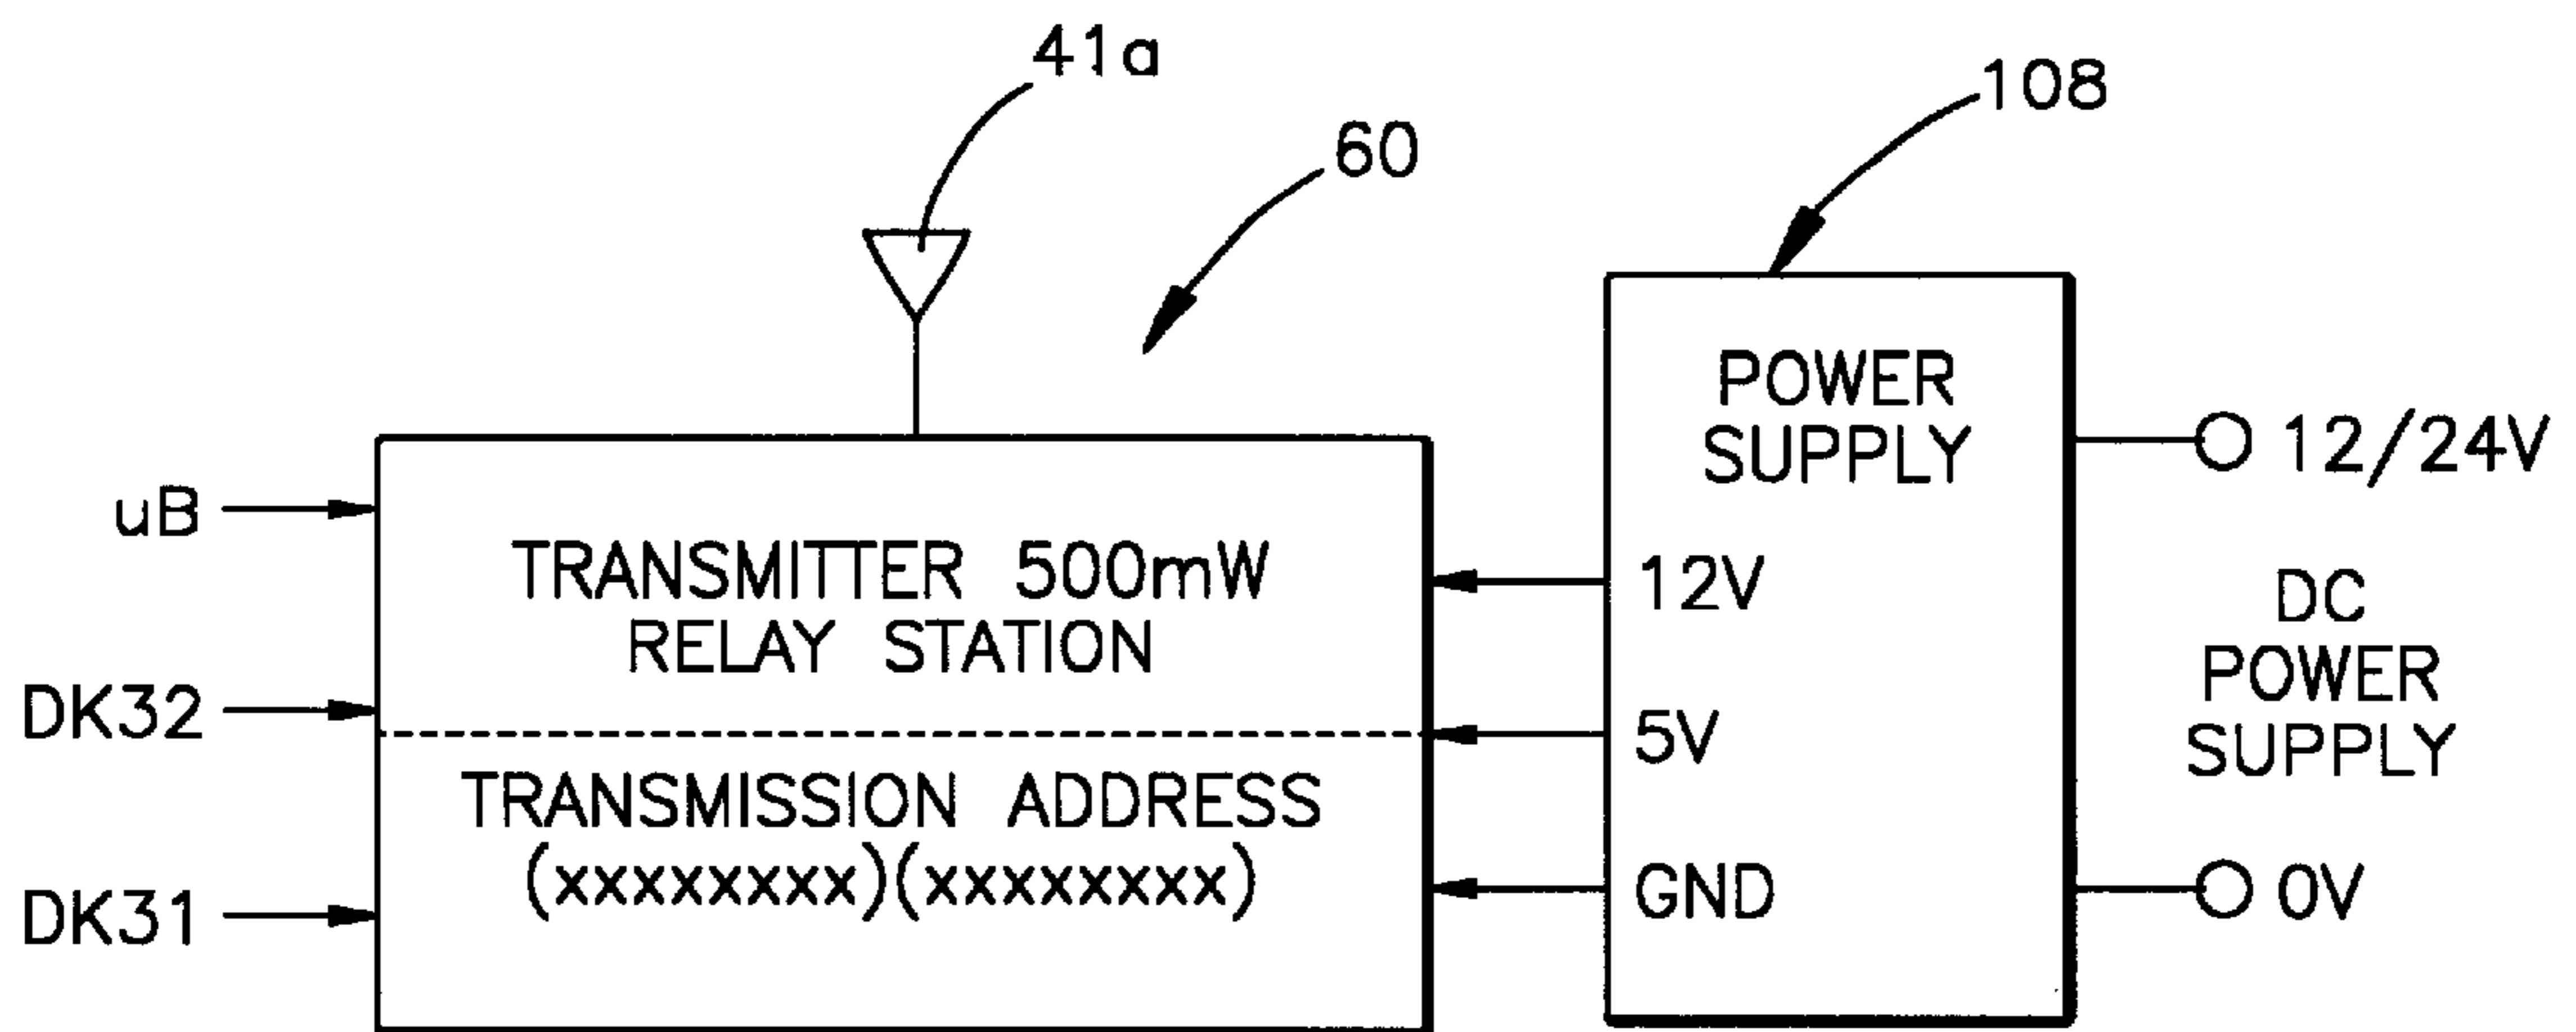 41a
108
60
POWER
SUPPLY
12/24V
uB
TRANSMITTER 500mW
RELAY STATION
12V
DC
POWER
SUPPLY
DK32
5V
TRANSMISSION ADDRESS
(xxxxxxxx)(xxxxxxxx)
DK31
GND
0V